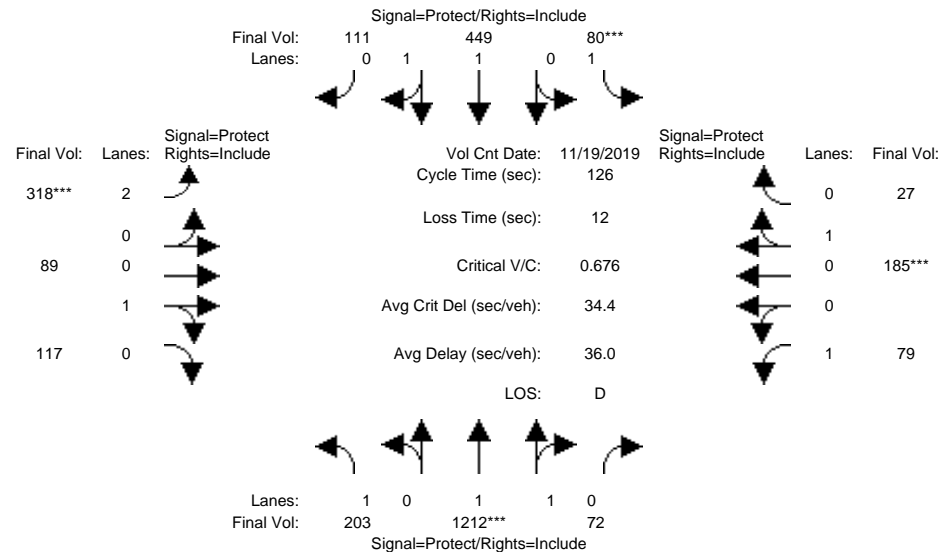 Signal=Protect/Rights=Include
Final Vol: 111 449 80***
Lanes: 0 1 1 0 1
Signal=Protect Signal=Protect
Final Vol: Lanes: Rights=Include Vol Cnt Date: 11/19/2019 Rights=Include Lanes: Final Vol:
Cycle Time (sec): 126
318*** 2 0 27
Loss Time (sec): 12
0 1
89 0 Critical V/C: 0.676 0 185***
1 Avg Crit Del (sec/veh): 34.4 0
117 0 Avg Delay (sec/veh): 36.0 1 79
LOS: D
Lanes: 1 0 1 1 0
Final Vol: 203 1212*** 72
Signal=Protect/Rights=Include